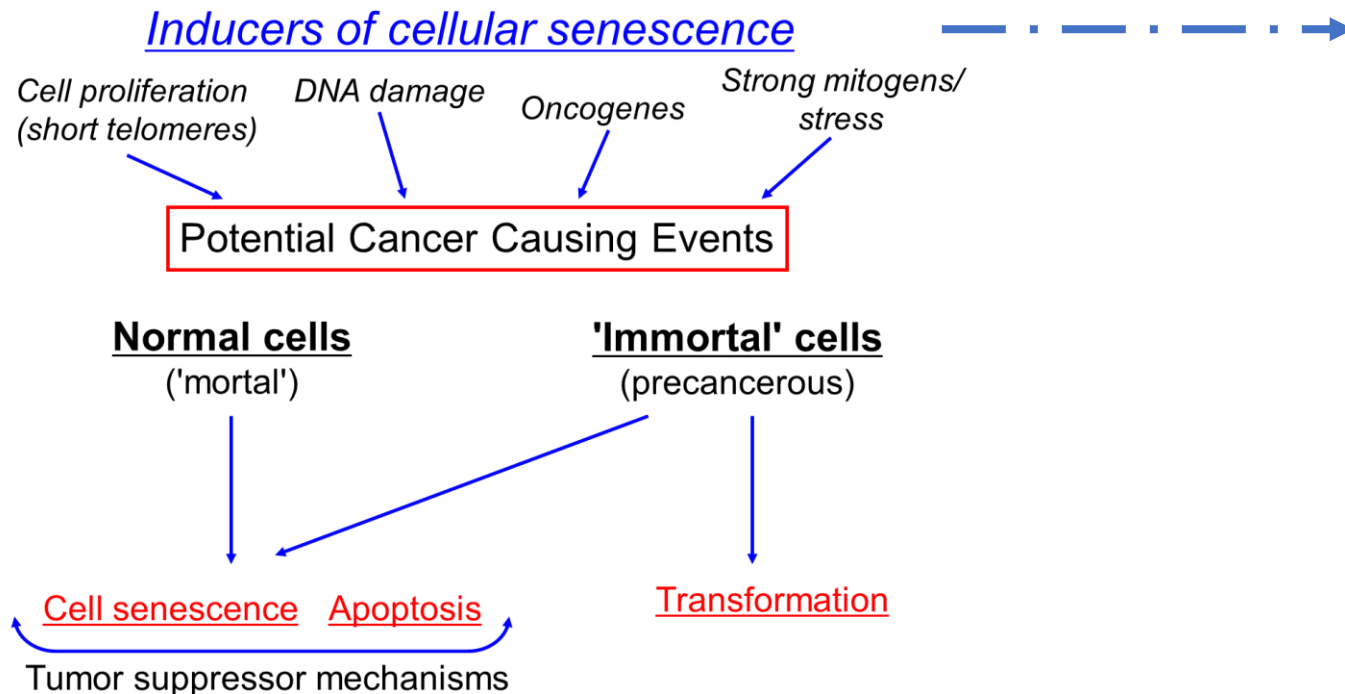 Inducers of cellular senescence
Cell proliferation
(short telomeres)
DNA damage
Oncogenes
Strong mitogens/
stress
Potential Cancer Causing Events
Normal cells
('mortal')
'Immortal' cells
(precancerous)
Cell senescence
Apoptosis
Transformation
Tumor suppressor mechanisms